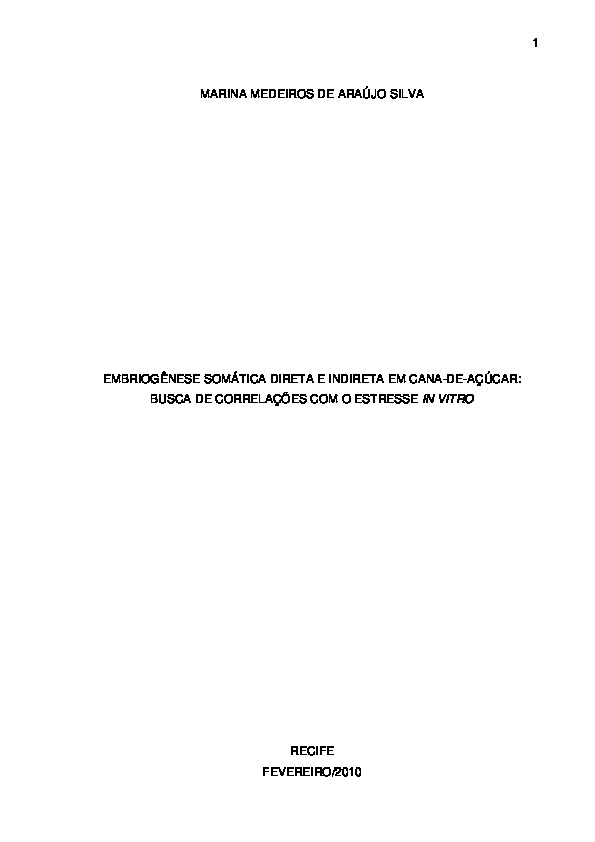 1
MARINA MEDEIROS DE ARAÚJO SILVA
EMBRIOGÊNESE SOMÁTICA DIRETA E INDIRETA EM CANA-DE-AÇÚCAR:
BUSCA DE CORRELAÇÕES COM O ESTRESSE IN VITRO
RECIFE
FEVEREIRO/2010